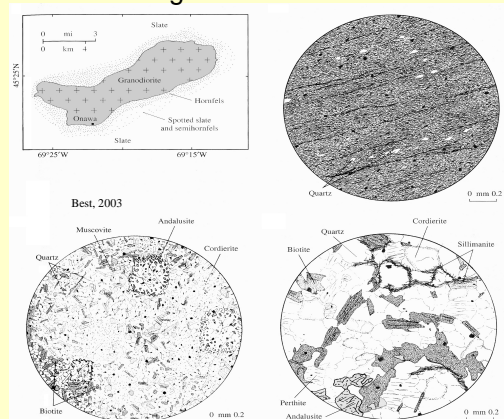 Slate
0 mi 3
0 km 4
45°25'N
Granodiorite
Hornfels
Onawa
Spotted slate
and semihornfels
Slate
69°25'W
69°15'W
Quartz
0 mm 0.2
Best, 2003
Muscovite
Andalusite
Cordierite
Quartz
Biotite
0 mm 0.2
Quartz
Cordierite
Biotite
Sillimanite
Perthite
Andalusite
0 mm 0.2